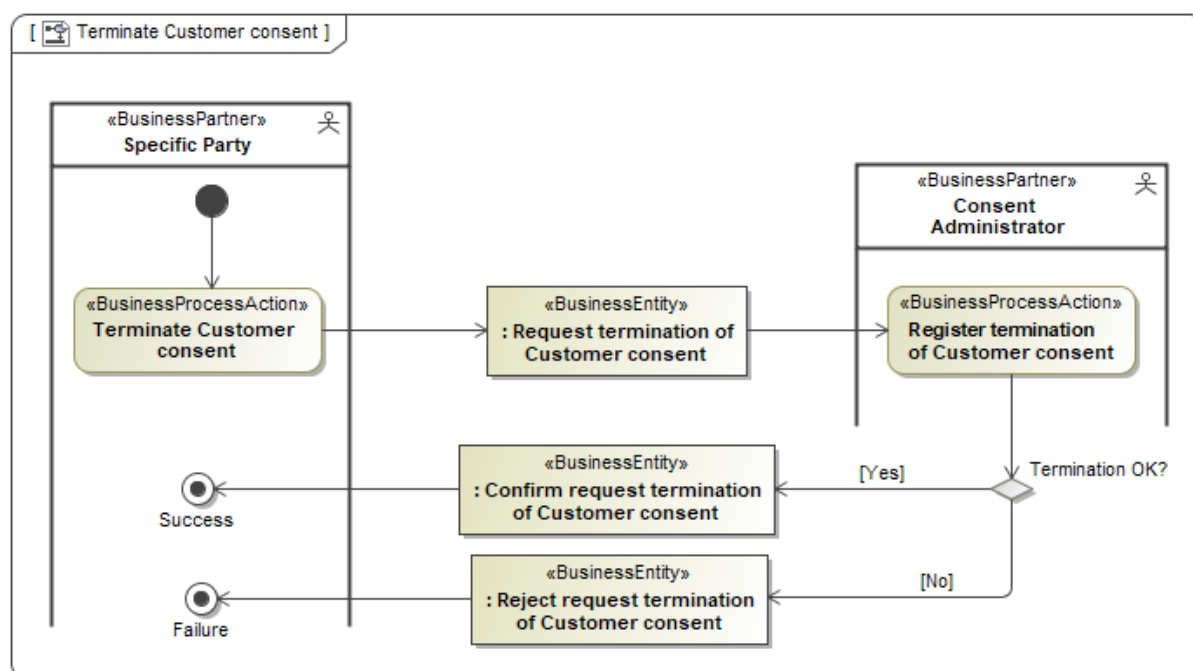 [ Terminate Customer consent ]
«BusinessPartner»
Specific Party
«BusinessPartner»
Consent
Administrator
«BusinessProcessAction»
Terminate Customer
consent
«BusinessEntity»
: Request termination of
Customer consent
«BusinessProcessAction»
Register termination
of Customer consent
Termination OK?
[Yes]
«BusinessEntity»
: Confirm request termination
of Customer consent
Success
[No]
«BusinessEntity»
: Reject request termination
of Customer consent
Failure